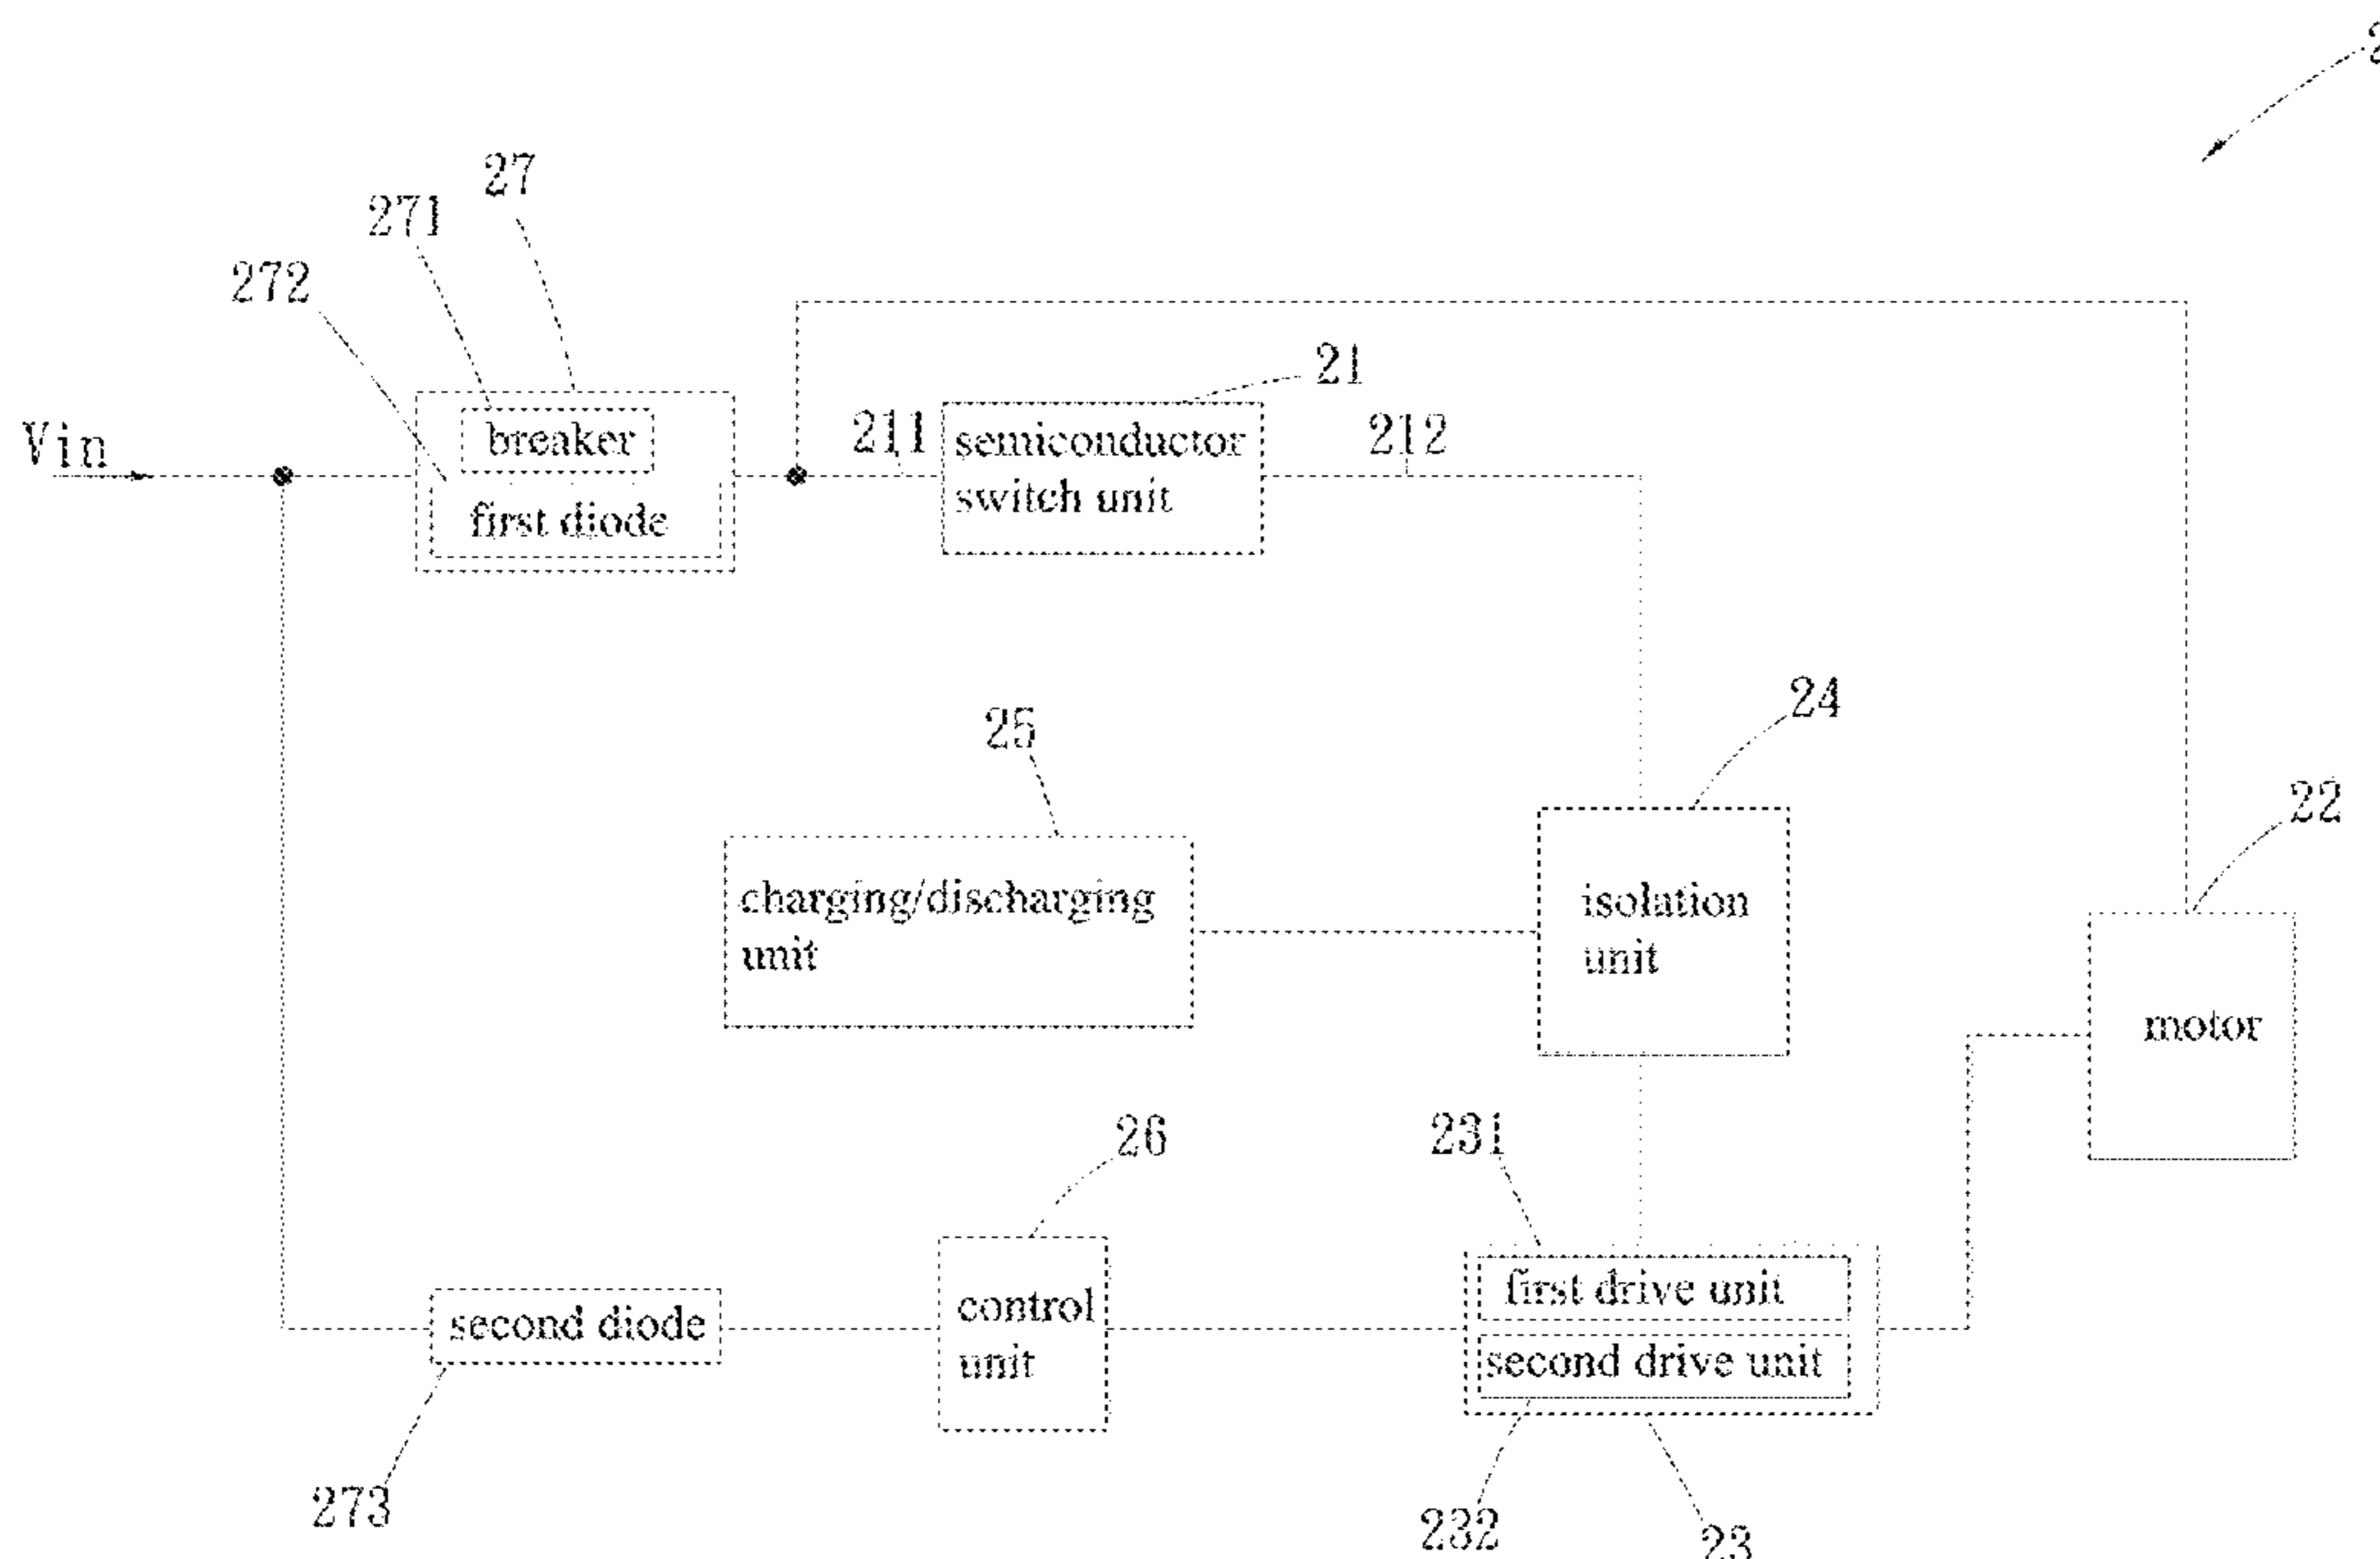 2
27
271
272
21
Vin
breaker
211
semiconductor
switch unit
212
first diode
24
25
22
charging/discharging
unit
isolation
unit
motor
26
231
control
unit
first drive unit
second diode
second drive unit
273
232
23